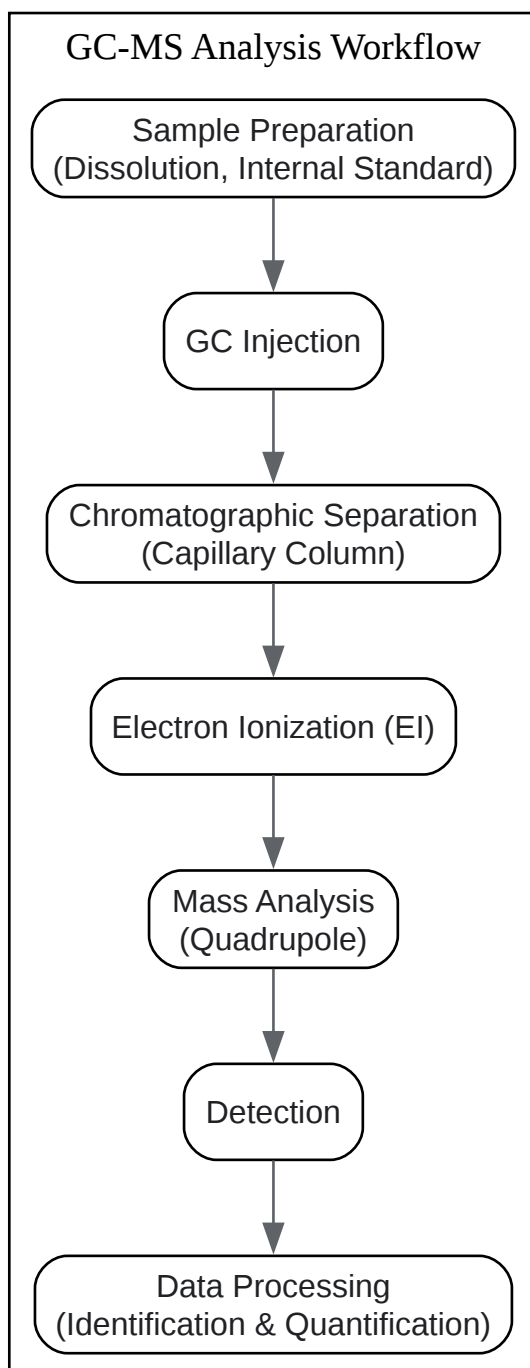 GC-MS Analysis Workflow
Sample Preparation
(Dissolution, Internal Standard)
GC Injection
Chromatographic Separation
(Capillary Column)
Electron Ionization (EI)
Mass Analysis
(Quadrupole)
Detection
Data Processing
(Identification & Quantification)